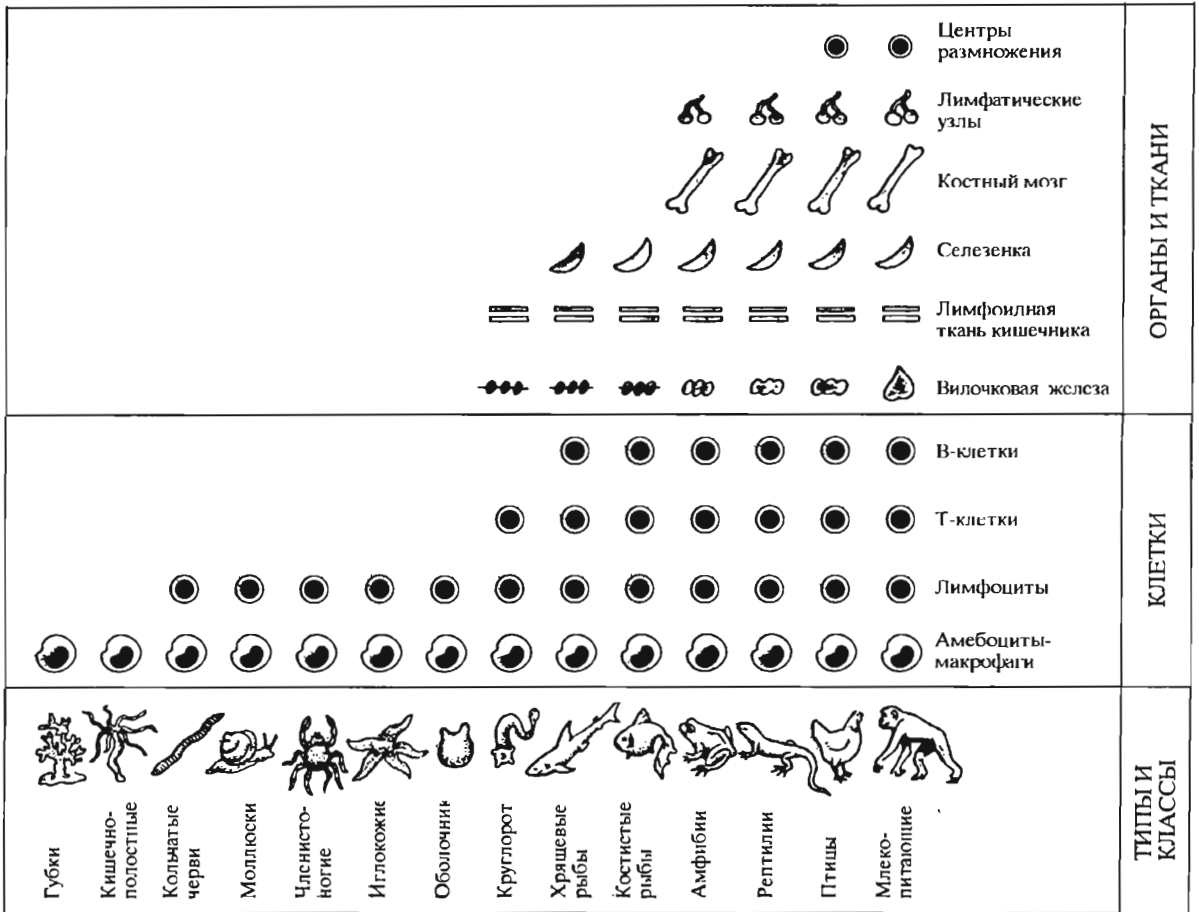 Центры
размножения
Лимфатические
узлы
Костный мозг
Селезенка
Лимфоидная
ткань кишечника
Вилочковая железа
ОРГАНЫ И ТКАНИ
В-клетки
Т-клетки
Лимфоциты
Амебоциты-
макрофаги
КЛЕТКИ
Губки
Кишечно-
полостные
Кольчатые
черви
Моллюски
Членисто-
ногие
Иглокожие
Оболочник
Круглорот
Хрящевые
рыбы
Костистые
рыбы
Амфибии
Рептилии
Птицы
Млеко-
питающие
ТИПЫ И
КЛАССЫ